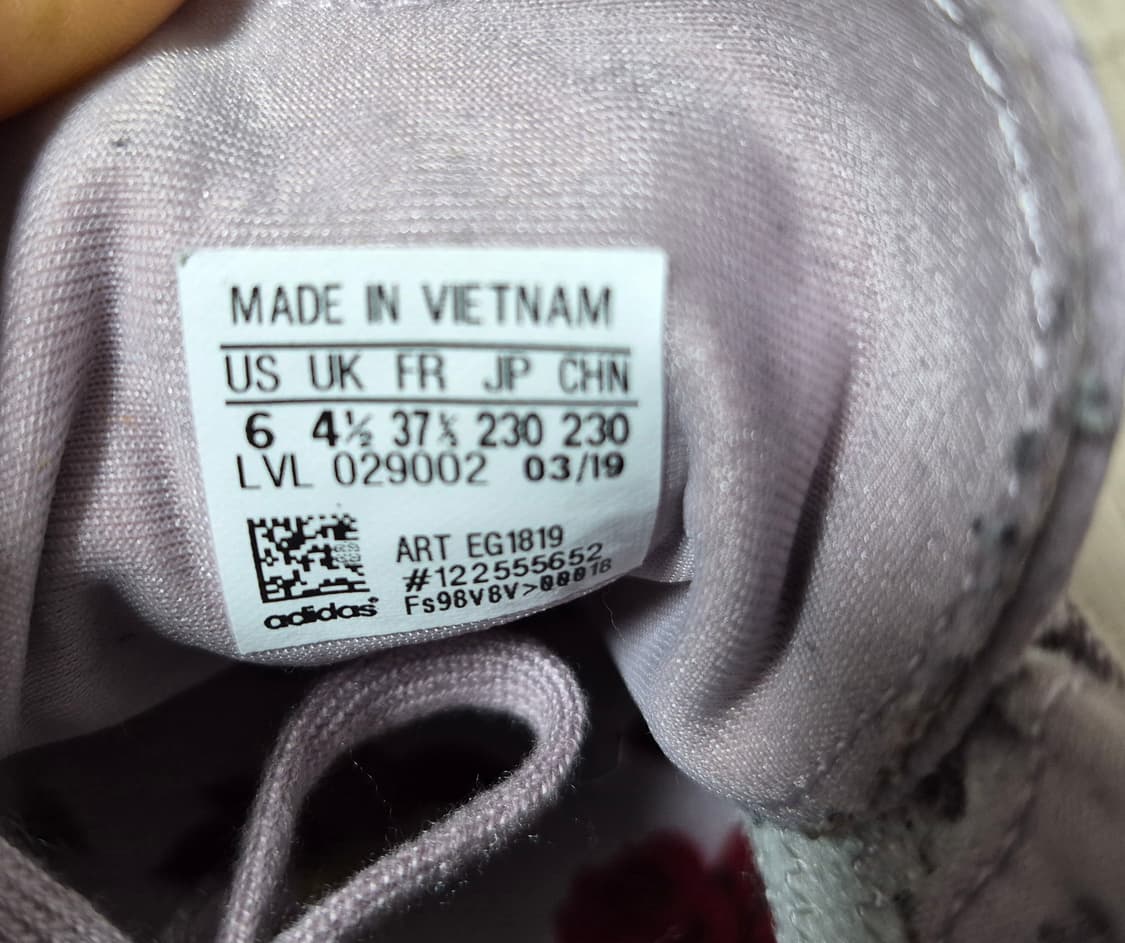 MADE IN VIETNAM
US UK FR JP CHN
6 4½ 37⅓ 230 230
LVL 029002 03/19
ART EG1819
#122555652
Fs98V8V>00018
adidas